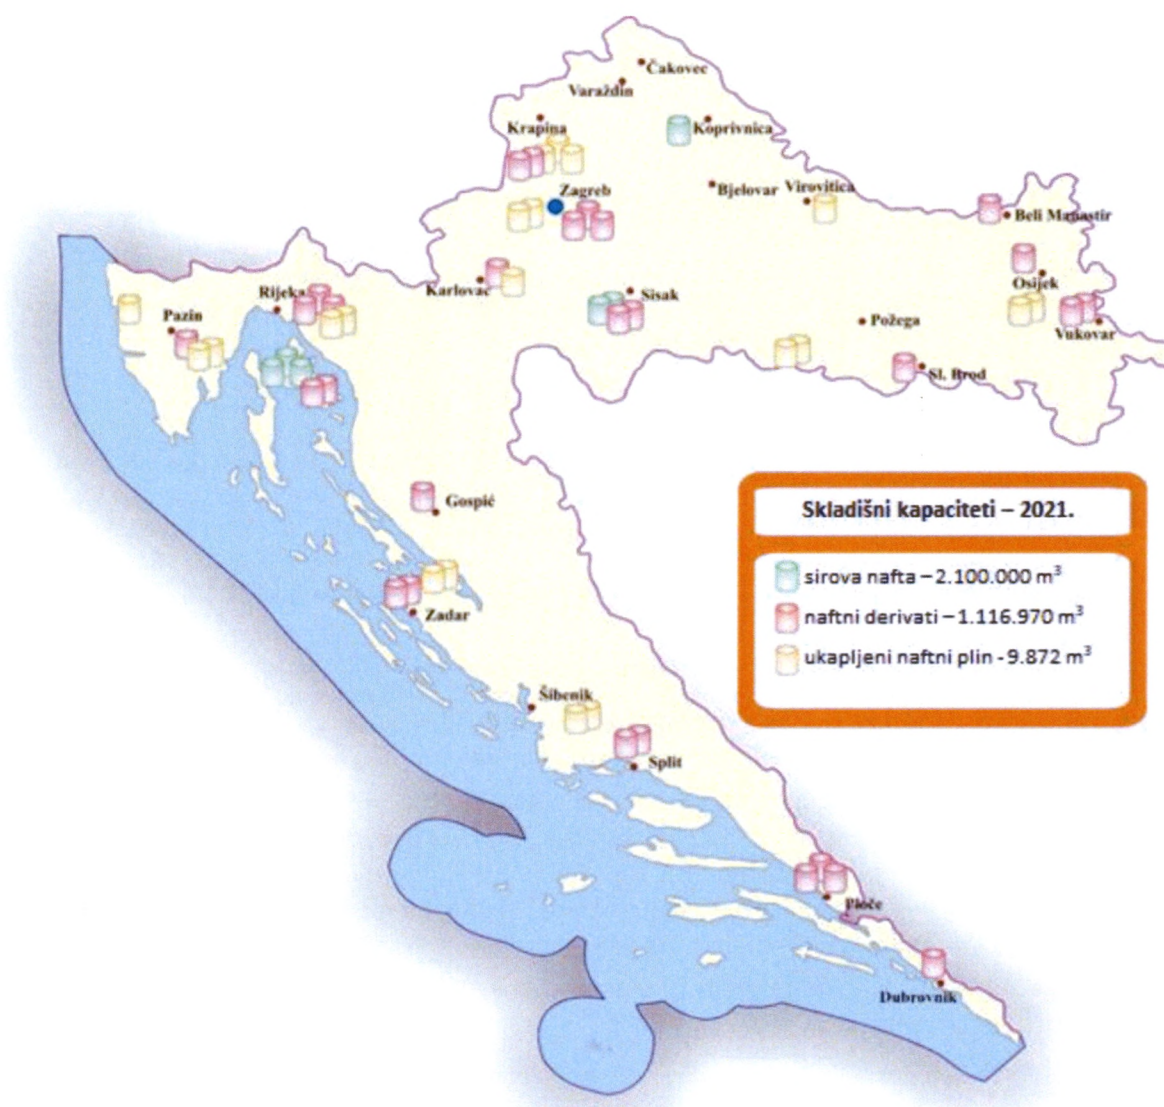 Čakovec
Varaždin
Krapina
Koprivnica
Zagreb
Bjelovar
Virovitica
Beli Manastir
Osijek
Karlovac
Sisak
Rijeka
Pazin
Požega
Vukovar
Sl. Brod
Gospić
Skladišni kapaciteti – 2021.
sirova nafta – 2.100.000 m³
naftni derivati – 1.116.970 m³
ukapljeni naftni plin - 9.872 m³
Zadar
Šibenik
Split
Ploče
Dubrovnik